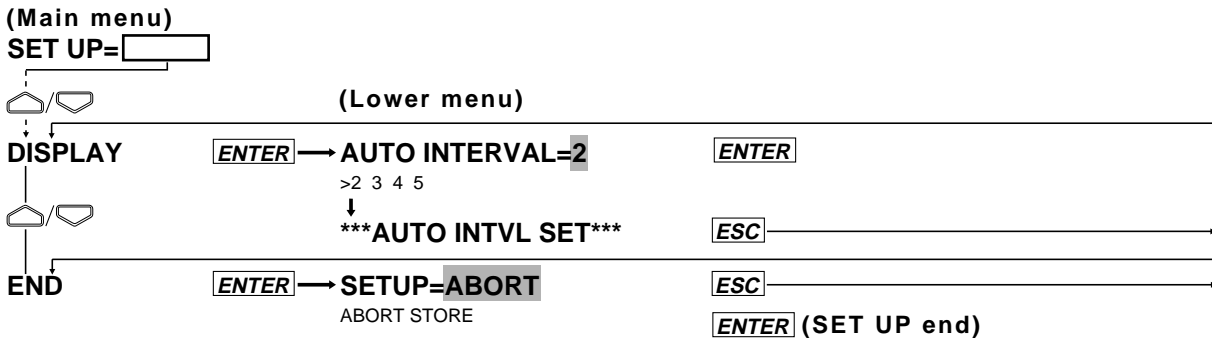 (Main menu)
SET UP=
/
(Lower menu)
DISPLAY ENTER AUTO INTERVAL=2 ENTER
>2 3 4 5
/
***AUTO INTVL SET*** ESC
END ENTER SETUP=ABORT ESC
ABORT STORE
ENTER (SET UP end)